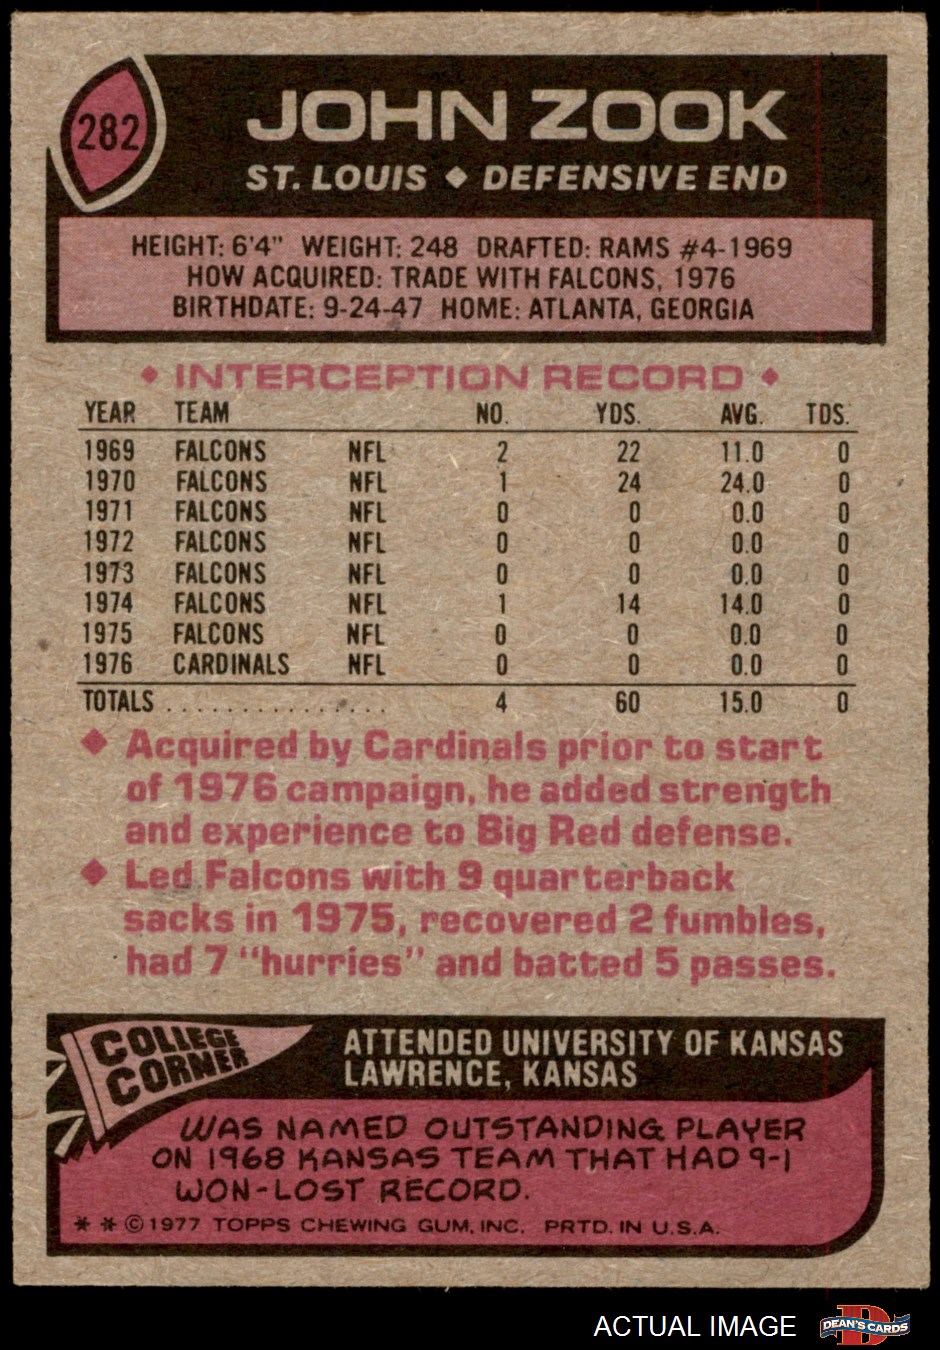 282
JOHN ZOOK
ST. LOUIS ◆ DEFENSIVE END
HEIGHT: 6'4" WEIGHT: 248 DRAFTED: RAMS #4-1969
HOW ACQUIRED: TRADE WITH FALCONS, 1976
BIRTHDATE: 9-24-47 HOME: ATLANTA, GEORGIA
◆ INTERCEPTION RECORD ◆
YEAR TEAM NO. YDS. AVG. TDS.
1969 FALCONS NFL 2 22 11.0 0
1970 FALCONS NFL 1 24 24.0 0
1971 FALCONS NFL 0 0 0.0 0
1972 FALCONS NFL 0 0 0.0 0
1973 FALCONS NFL 0 0 0.0 0
1974 FALCONS NFL 1 14 14.0 0
1975 FALCONS NFL 0 0 0.0 0
1976 CARDINALS NFL 0 0 0.0 0
TOTALS . . . . . . . . . . . . . . . 4 60 15.0 0
◆ Acquired by Cardinals prior to start
of 1976 campaign, he added strength
and experience to Big Red defense.
◆ Led Falcons with 9 quarterback
sacks in 1975, recovered 2 fumbles,
had 7 "hurries" and batted 5 passes.
COLLEGE
CORNER
ATTENDED UNIVERSITY OF KANSAS
LAWRENCE, KANSAS
WAS NAMED OUTSTANDING PLAYER
ON 1968 KANSAS TEAM THAT HAD 9-1
WON-LOST RECORD.
* * © 1977 TOPPS CHEWING GUM, INC. PRTD. IN U.S.A.
ACTUAL IMAGE
D
DEAN'S CARDS